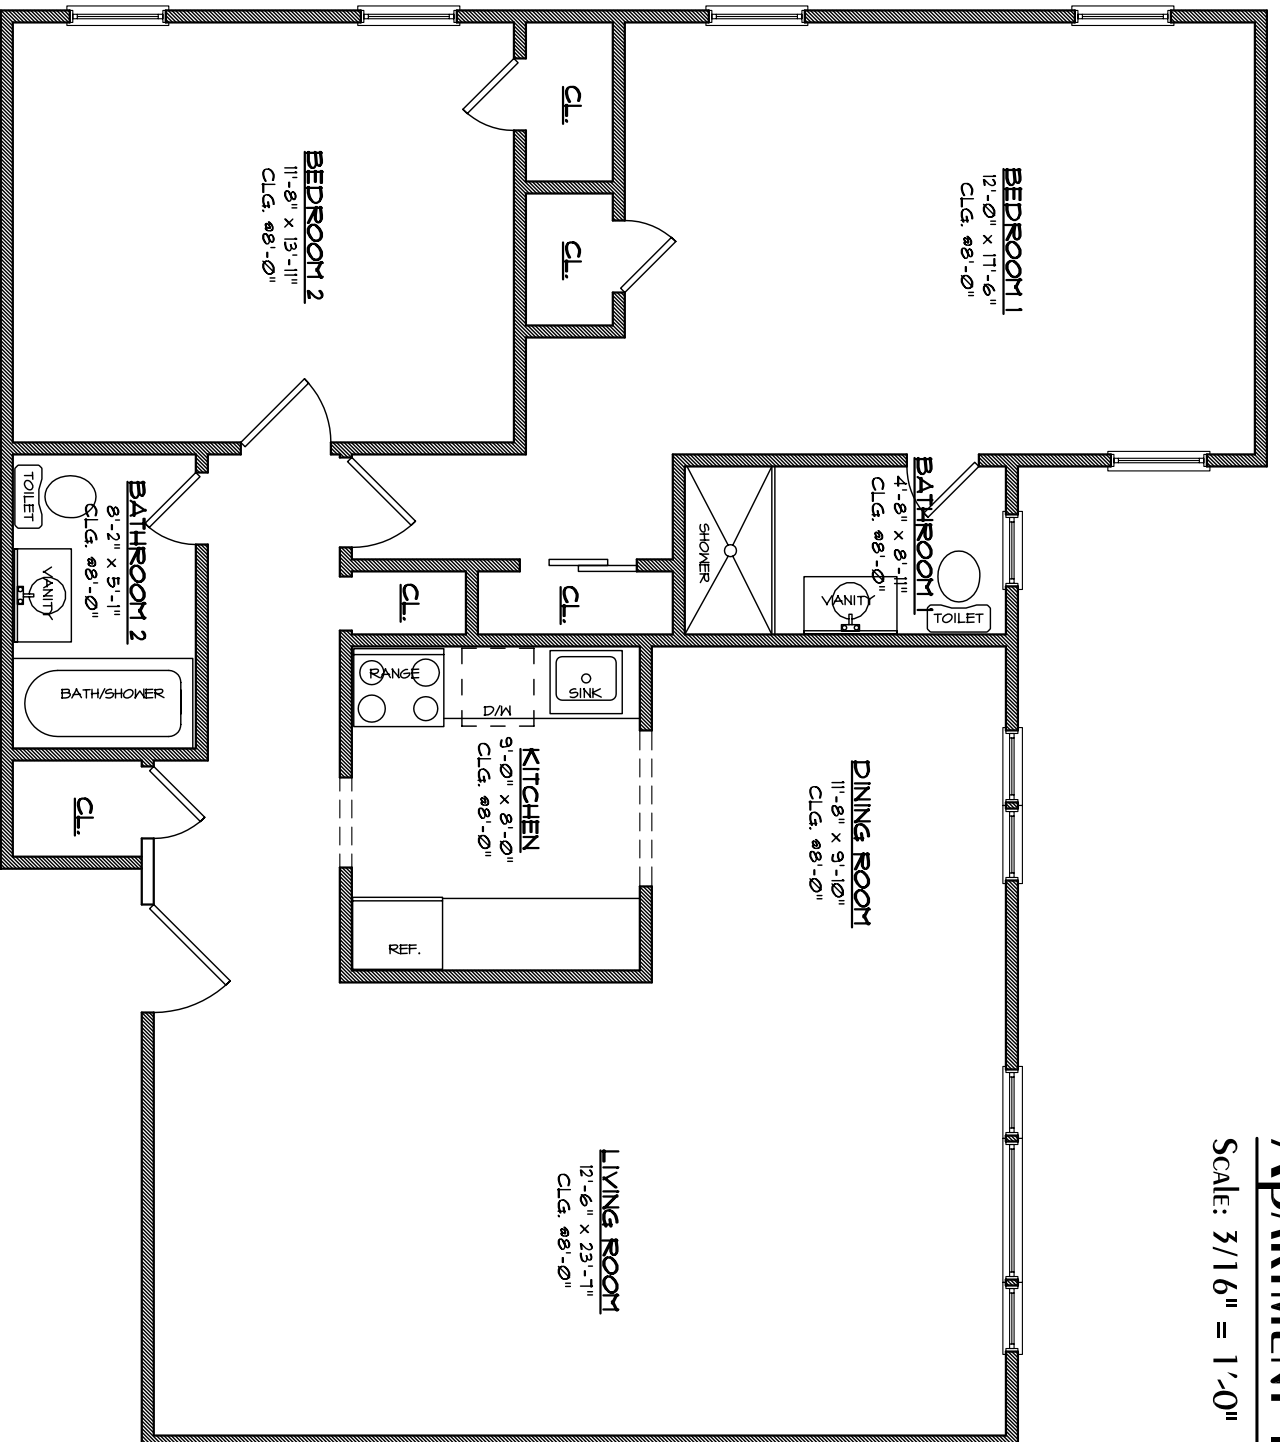 CL.
BEDROOM 2
11'-8" x 13'-11"
CLG. @8'-0"
CL.
BEDROOM 1
12'-0" x 17'-6"
CLG. @8'-0"
BATHROOM 2
8'-2" x 5'-1"
CLG. @8'-0"
TOILET
VANITY
BATH/SHOWER
CL.
CL.
CL.
SHOWER
BATHROOM 1
4'-8" x 8'-11"
CLG. @8'-0"
VANITY
TOILET
RANGE
D/W
SINK
KITCHEN
9'-0" x 8'-0"
CLG. @8'-0"
REF.
DINING ROOM
11'-8" x 9'-10"
CLG. @8'-0"
LIVING ROOM
12'-6" x 23'-7"
CLG. @8'-0"
Apartment
Scale: 3/16" = 1'-0"